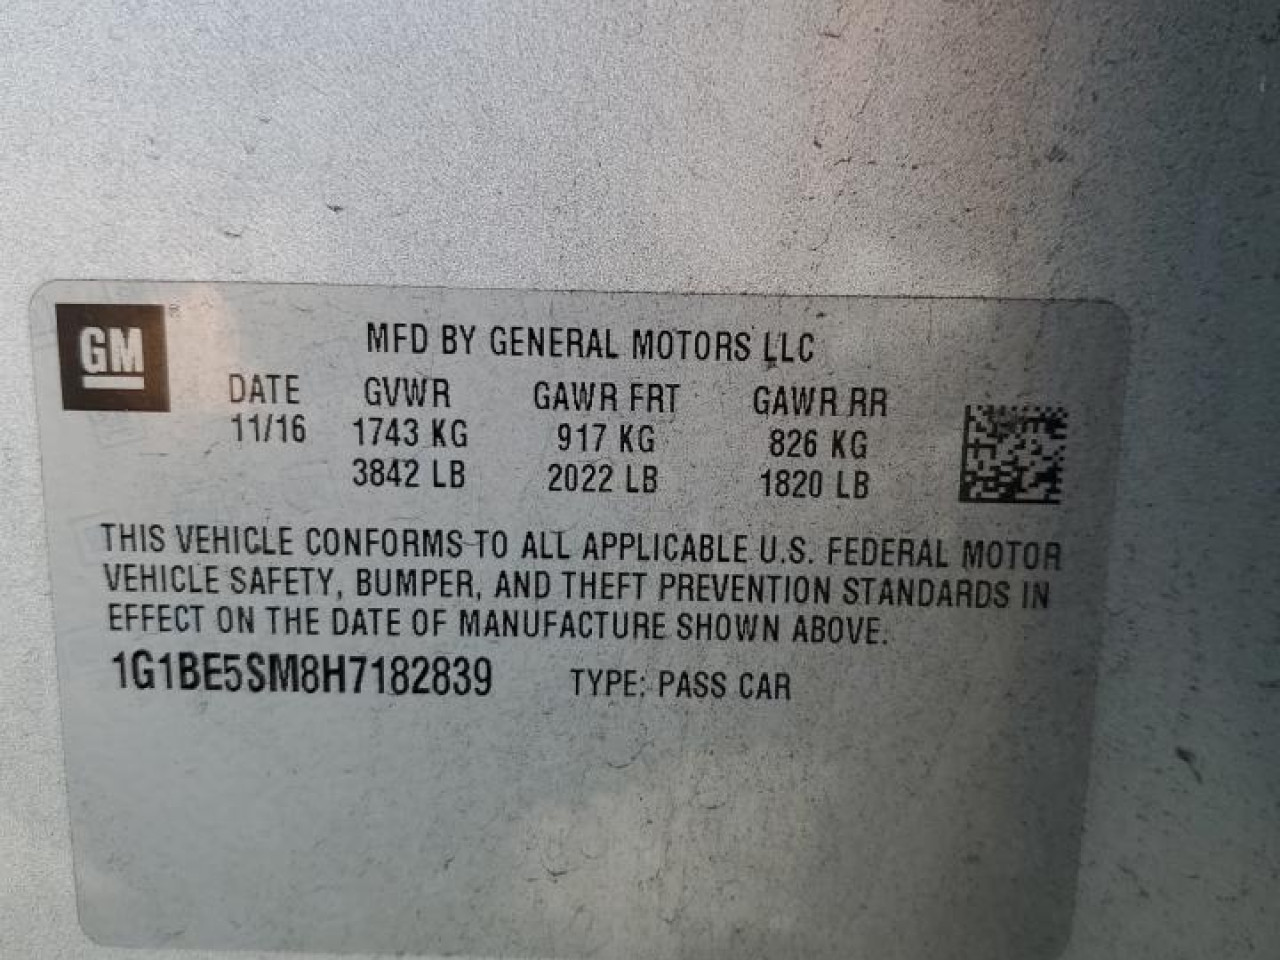 GM ®
MFD BY GENERAL MOTORS LLC
DATE GVWR GAWR FRT GAWR RR
11/16 1743 KG 917 KG 826 KG
3842 LB 2022 LB 1820 LB
THIS VEHICLE CONFORMS TO ALL APPLICABLE U.S. FEDERAL MOTOR
VEHICLE SAFETY, BUMPER, AND THEFT PREVENTION STANDARDS IN
EFFECT ON THE DATE OF MANUFACTURE SHOWN ABOVE.
1G1BE5SM8H7182839 TYPE: PASS CAR